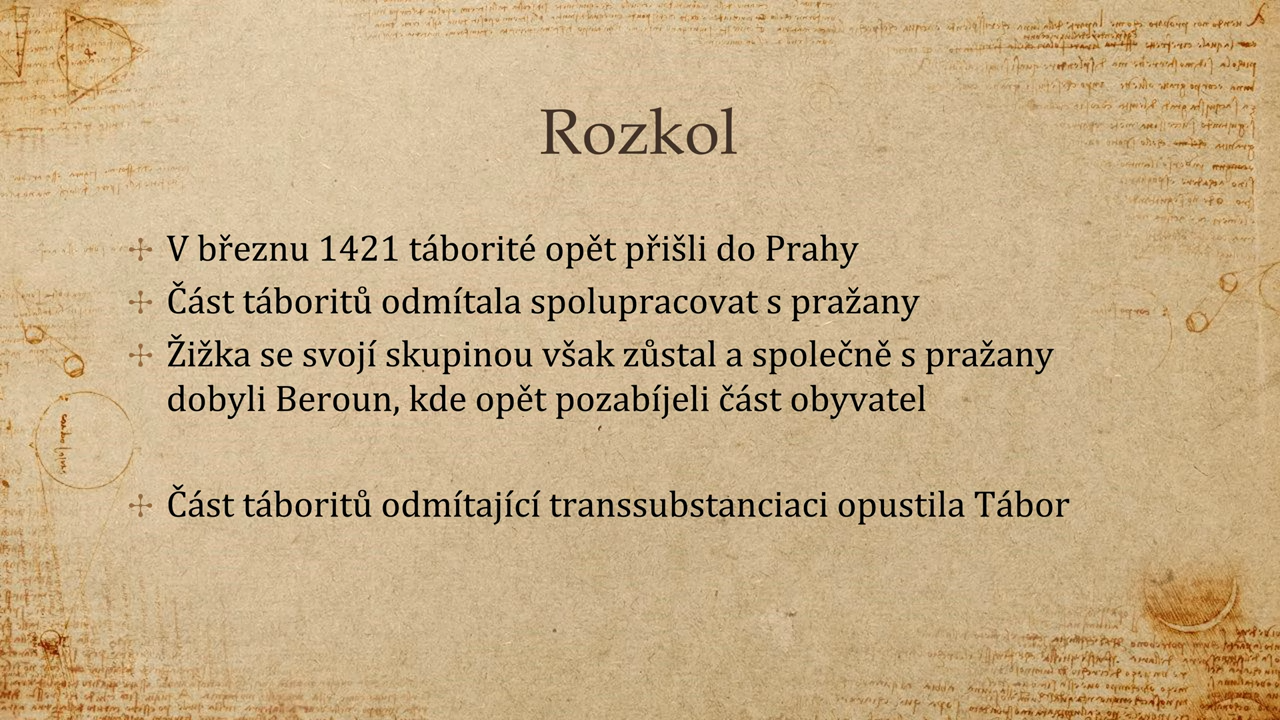 Rozkol
V březnu 1421 táborité opět přišli do Prahy
Část táboritů odmítala spolupracovat s pražany
Žižka se svojí skupinou však zůstal a společně s pražany
dobyli Beroun, kde opět pozabíjeli část obyvatel
Část táboritů odmítající transsubstanciaci opustila Tábor